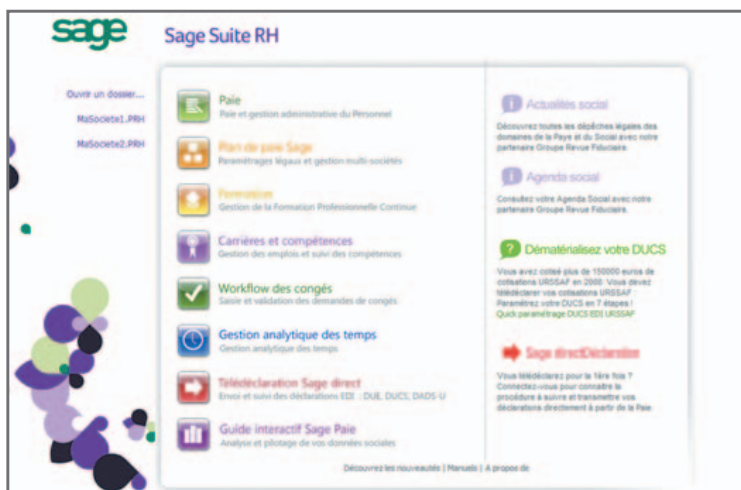 sage
Sage Suite RH
Ouvrir un dossier...
MaSociete1.PRH
MaSociete2.PRH
Paie
Paie et gestion administrative du Personnel
Plan de paie Sage
Paramétrages légaux et gestion multi-sociétés
Formation
Gestion de la Formation Professionnelle Continue
Carrières et compétences
Gestion des emplois et suivi des compétences
Workflow des congés
Saisie et validation des demandes de congés
Gestion analytique des temps
Gestion analytique des temps
Télédéclaration Sage direct
Envoi et suivi des déclarations EDI : DUE, DUCS, DADS-U
Guide interactif Sage Paie
Analyse et pilotage de vos données sociales
Actualités social
Découvrez toutes les dépêches légales des
domaines de la Paye et du Social avec notre
partenaire Groupe Revue Fiduciaire.
Agenda social
Consultez votre Agenda Social avec notre
partenaire Groupe Revue Fiduciaire.
Dématérialisez votre DUCS
Vous avez cotisé plus de 150000 euros de
cotisations URSSAF en 2008: Vous devez
télédéclarer vos cotisations URSSAF :
Paramétrez votre DUCS en 7 étapes !
Quick paramétrage DUCS EDI URSSAF
Sage directDéclaration
Vous télédéclarez pour la 1ère fois ?
Connectez-vous pour connaître la
procédure à suivre et transmettre vos
déclarations directement à partir de la Paie.
Découvrez les nouveautés | Manuels | A propos de